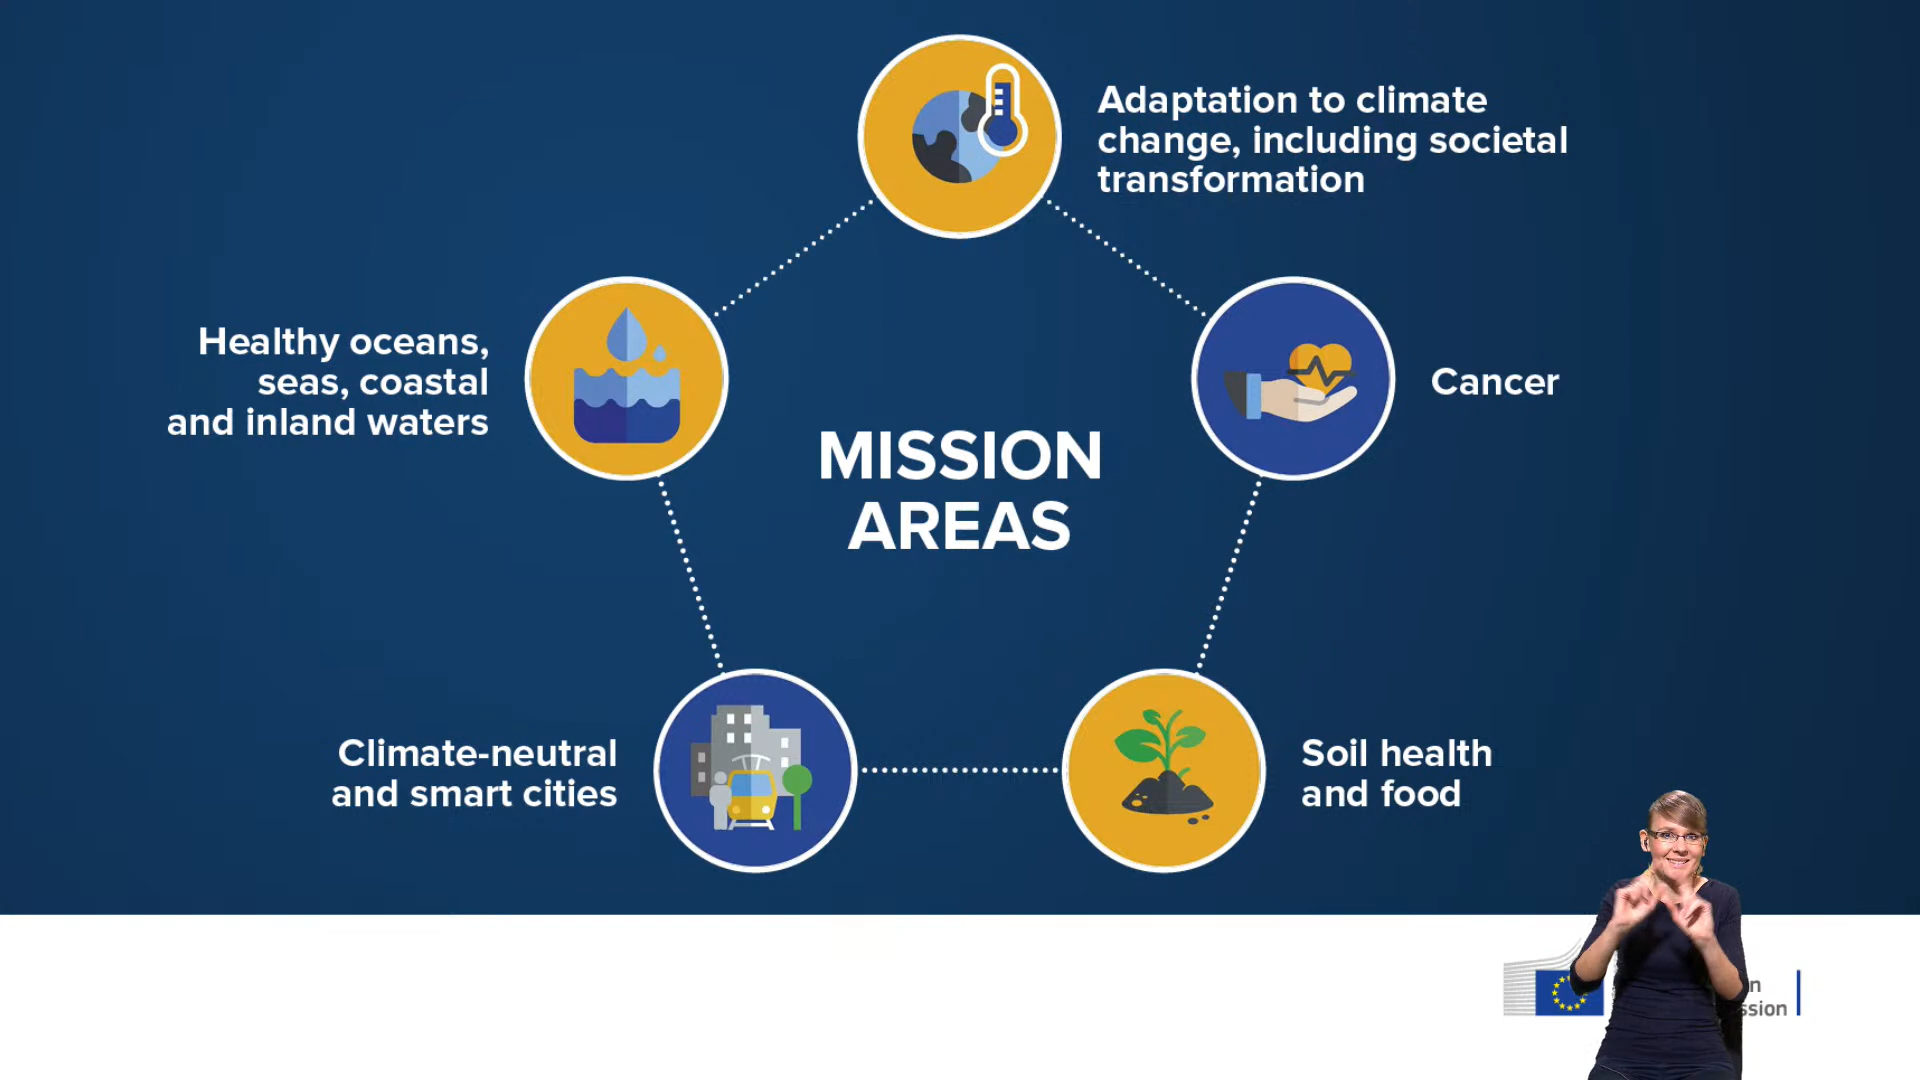 Adaptation to climate
change, including societal
transformation
Healthy oceans,
seas, coastal
and inland waters
Cancer
MISSION
AREAS
Climate-neutral
and smart cities
Soil health
and food